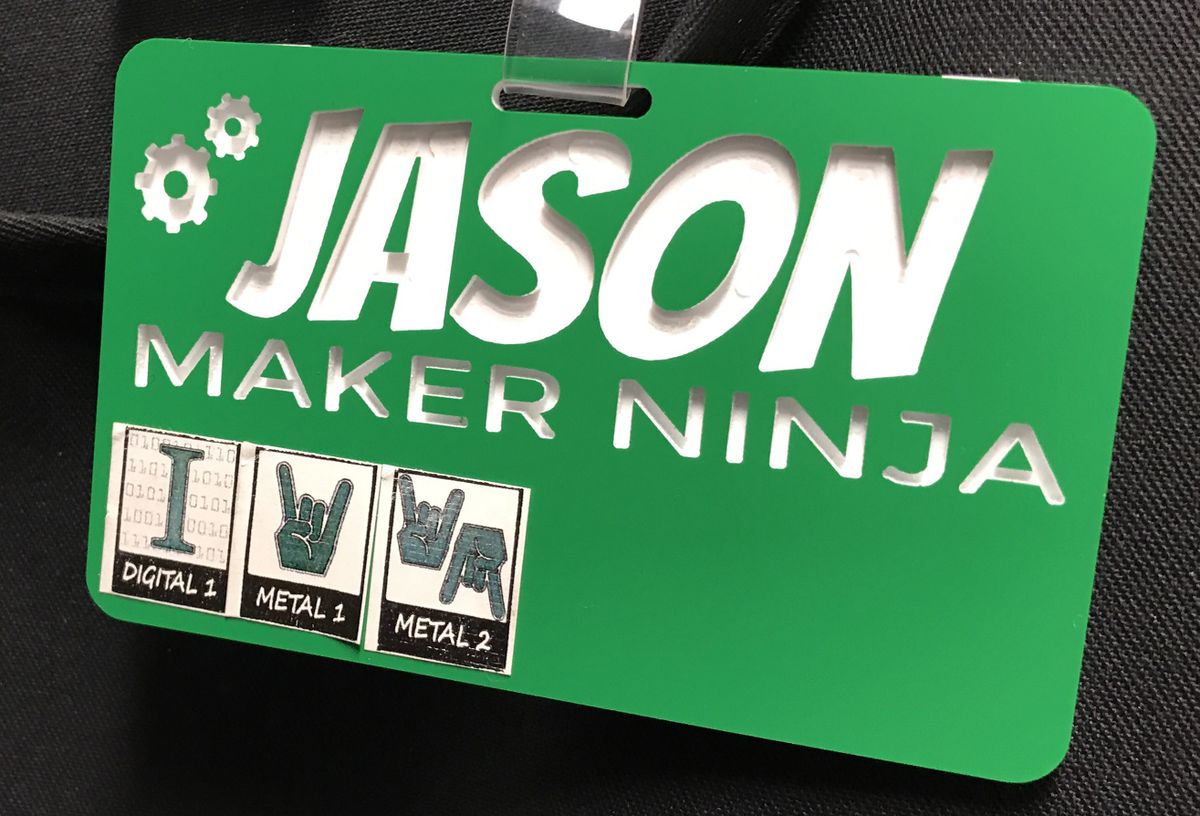 JASON
MAKER NINJA
I
DIGITAL 1
METAL 1
METAL 2